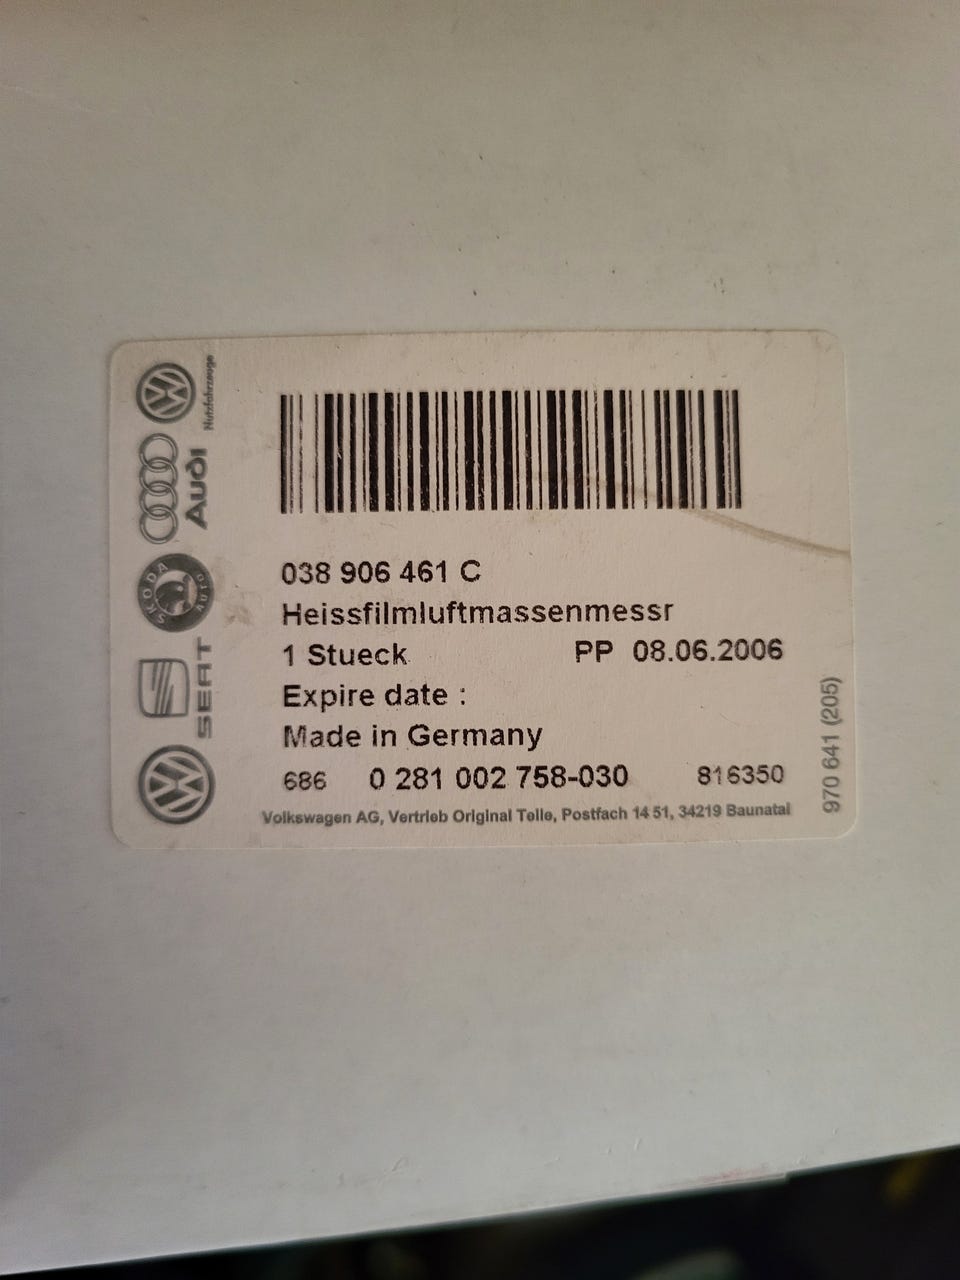 038 906 461 C
Heissfilmluftmassenmessr
1 Stueck PP 08.06.2006
Expire date :
Made in Germany
686 0 281 002 758-030 816350
Volkswagen AG, Vertrieb Original Teile, Postfach 14 51, 34219 Baunatal
970 641 (205)
Nutzfahrzeuge
Audi
SKODA AUTO
SEAT